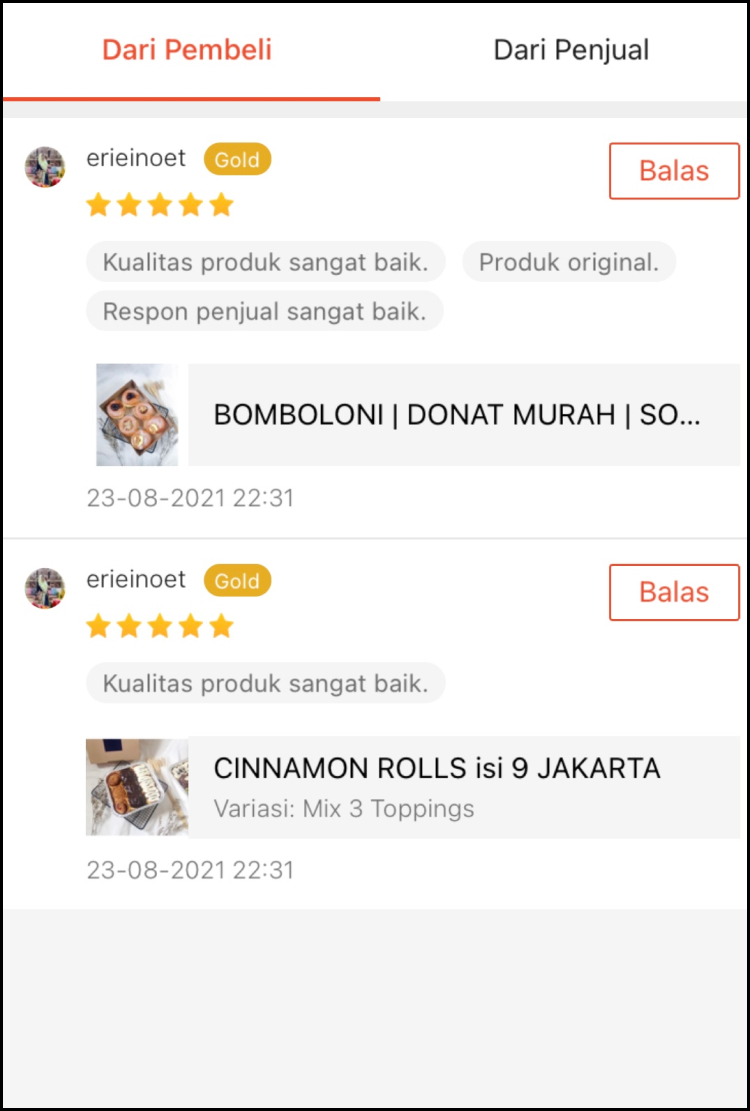 Dari Pembeli
Dari Penjual
erieinoet Gold
Balas
Kualitas produk sangat baik. Produk original.
Respon penjual sangat baik.
BOMBOLONI | DONAT MURAH | SO...
23-08-2021 22:31
erieinoet Gold
Balas
Kualitas produk sangat baik.
CINNAMON ROLLS isi 9 JAKARTA
Variasi: Mix 3 Toppings
23-08-2021 22:31